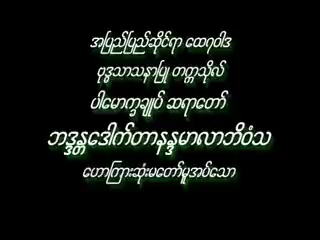 အပြည်ပြည်ဆိုင်ရာ ထေရဝါဒ
ဗုဒ္ဓသာသနာပြု တက္ကသိုလ်
ပါမောက္ခချုပ် ဆရာတော်
ဘဒ္ဒန္တဒေါက်တာနန္ဒမာလာဘိဝံသ
ဟောကြားဆုံးမတော်မူအပ်သော